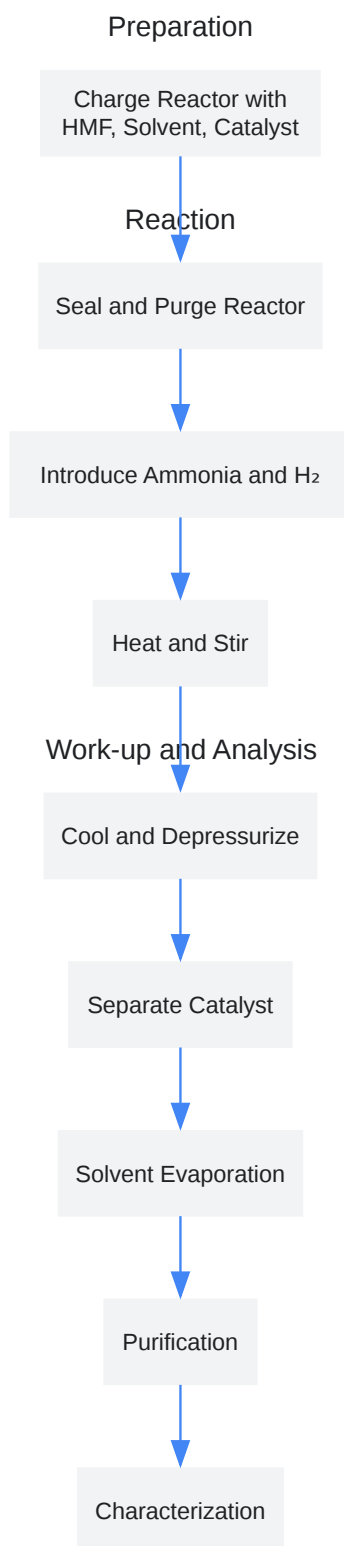 Preparation
Charge Reactor with
HMF, Solvent, Catalyst
Reaction
Seal and Purge Reactor
Introduce Ammonia and H₂
Heat and Stir
Work-up and Analysis
Cool and Depressurize
Separate Catalyst
Solvent Evaporation
Purification
Characterization